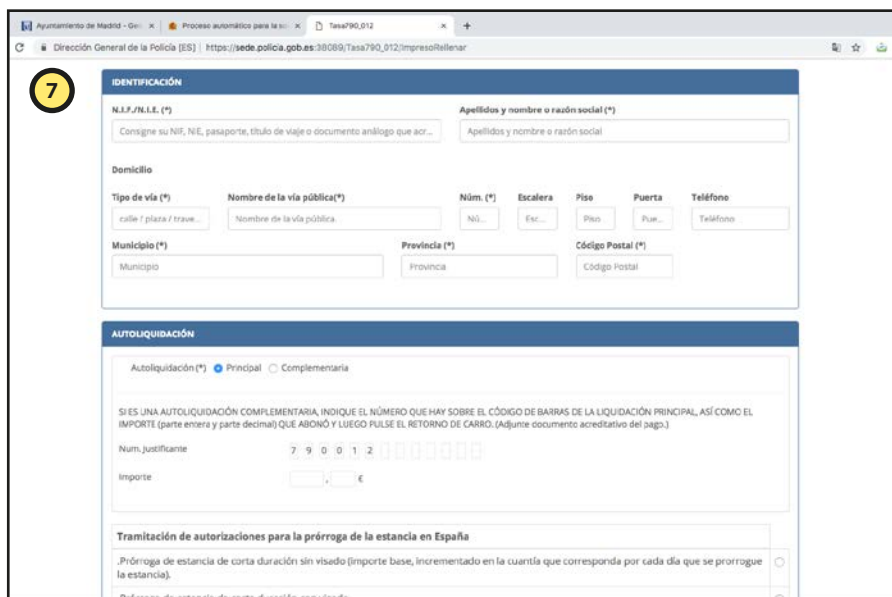 Ayuntamiento de Madrid - Ges
Proceso automático para la so
Tasa790_012
Dirección General de la Policía [ES] | https://sede.policia.gob.es:38089/Tasa790_012/ImpresoRellenar
7
IDENTIFICACIÓN
N.I.F./N.I.E. (*) Apellidos y nombre o razón social (*)
Consigne su NIF, NIE, pasaporte, título de viaje o documento análogo que acr... Apellidos y nombre o razón social
Domicilio
Tipo de vía (*) Nombre de la vía pública(*) Núm. (*) Escalera Piso Puerta Teléfono
calle / plaza / trave... Nombre de la vía pública Nú... Esc... Piso Pue... Teléfono
Municipio (*) Provincia (*) Código Postal (*)
Municipio Provincia Código Postal
AUTOLIQUIDACIÓN
Autoliquidación (*) Principal Complementaria
SI ES UNA AUTOLIQUIDACIÓN COMPLEMENTARIA, INDIQUE EL NÚMERO QUE HAY SOBRE EL CÓDIGO DE BARRAS DE LA LIQUIDACIÓN PRINCIPAL, ASÍ COMO EL
IMPORTE (parte entera y parte decimal) QUE ABONÓ Y LUEGO PULSE EL RETORNO DE CARRO. (Adjunte documento acreditativo del pago.)
Num. Justificante 7 9 0 0 1 2
Importe , €
Tramitación de autorizaciones para la prórroga de la estancia en España
.Prórroga de estancia de corta duración sin visado (importe base, incrementado en la cuantía que corresponda por cada día que se prorrogue
la estancia).